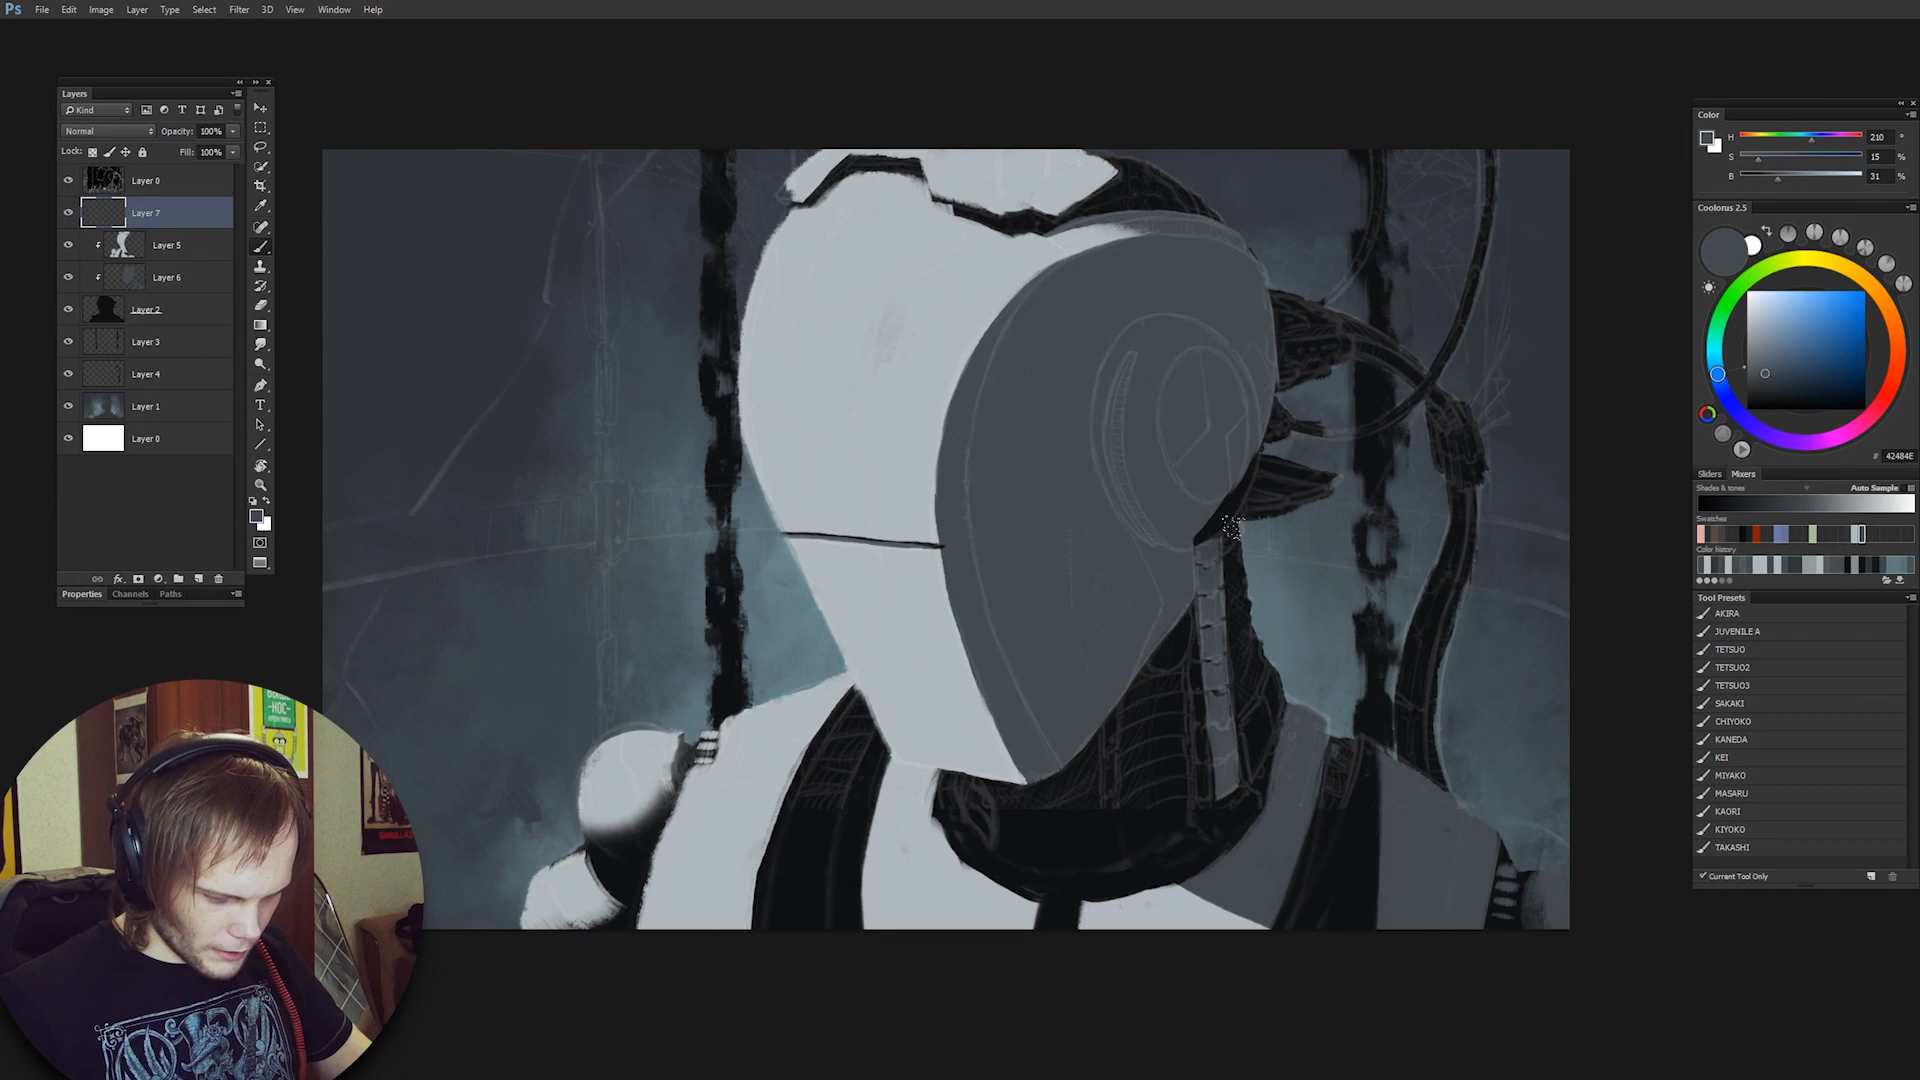 Ps File Edit Image Layer Type Select Filter 3D View Window Help
Layers
Kind
Normal Opacity: 100%
Lock: Fill: 100%
Layer 0
Layer 7
Layer 5
Layer 6
Layer 2
Layer 3
Layer 4
Layer 1
Layer 0
fx
Properties Channels Paths
T
T
Color
H 210 °
S 15 %
B 31 %
Coolorus 2.5
# 42484E
Sliders Mixers
Shades & tones Auto Sample
Swatches
Color history
Tool Presets
AKIRA
JUVENILE A
TETSUO
TETSUO2
TETSUO3
SAKAKI
CHIYOKO
KANEDA
KEI
MIYAKO
MASARU
KAORI
KIYOKO
TAKASHI
Current Tool Only
-НОС-